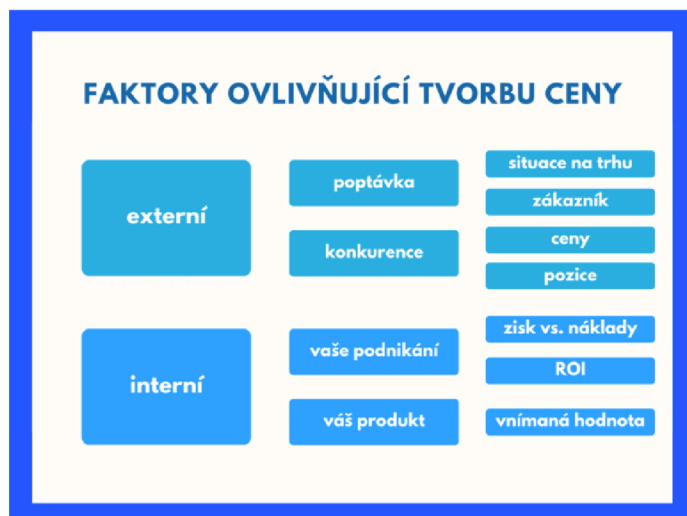 FAKTORY OVLIVŇUJÍCÍ TVORBU CENY
externí
poptávka
konkurence
situace na trhu
zákazník
ceny
pozice
interní
vaše podnikání
váš produkt
zisk vs. náklady
ROI
vnímaná hodnota